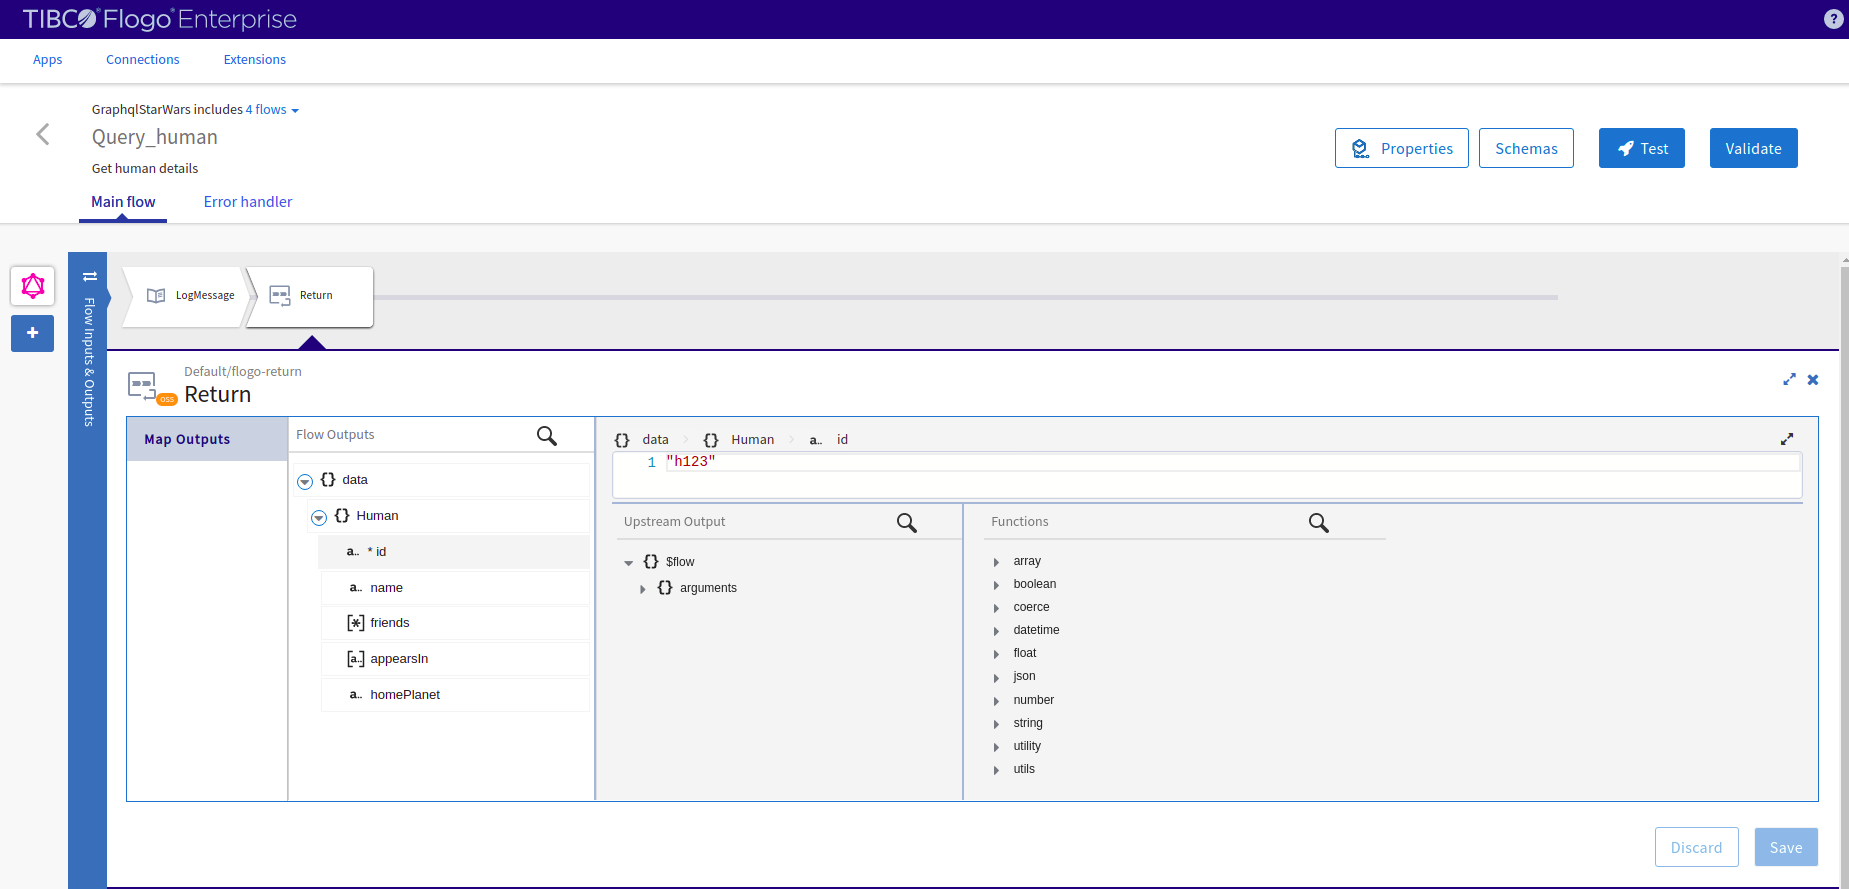 TIBCO® Flogo® Enterprise
?
Apps
Connections
Extensions
GraphqlStarWars includes 4 flows
Query_human
Get human details
Properties
Schemas
Test
Validate
Main flow
Error handler
+
Flow Inputs & Outputs
LogMessage
Return
Default/flogo-return
OSS
Return
Map Outputs
Flow Outputs
{} data
{} Human
a.. * id
a.. name
[*] friends
[a..] appearsIn
a.. homePlanet
{} data
{} Human
a.. id
1 "h123"
Upstream Output
{} $flow
{} arguments
Functions
array
boolean
coerce
datetime
float
json
number
string
utility
utils
Discard
Save